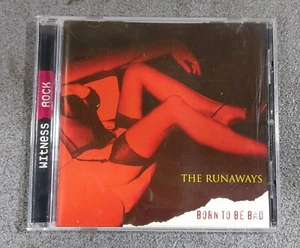 WITNESS ROCK
THE RUNAWAYS
BORN TO BE BAD